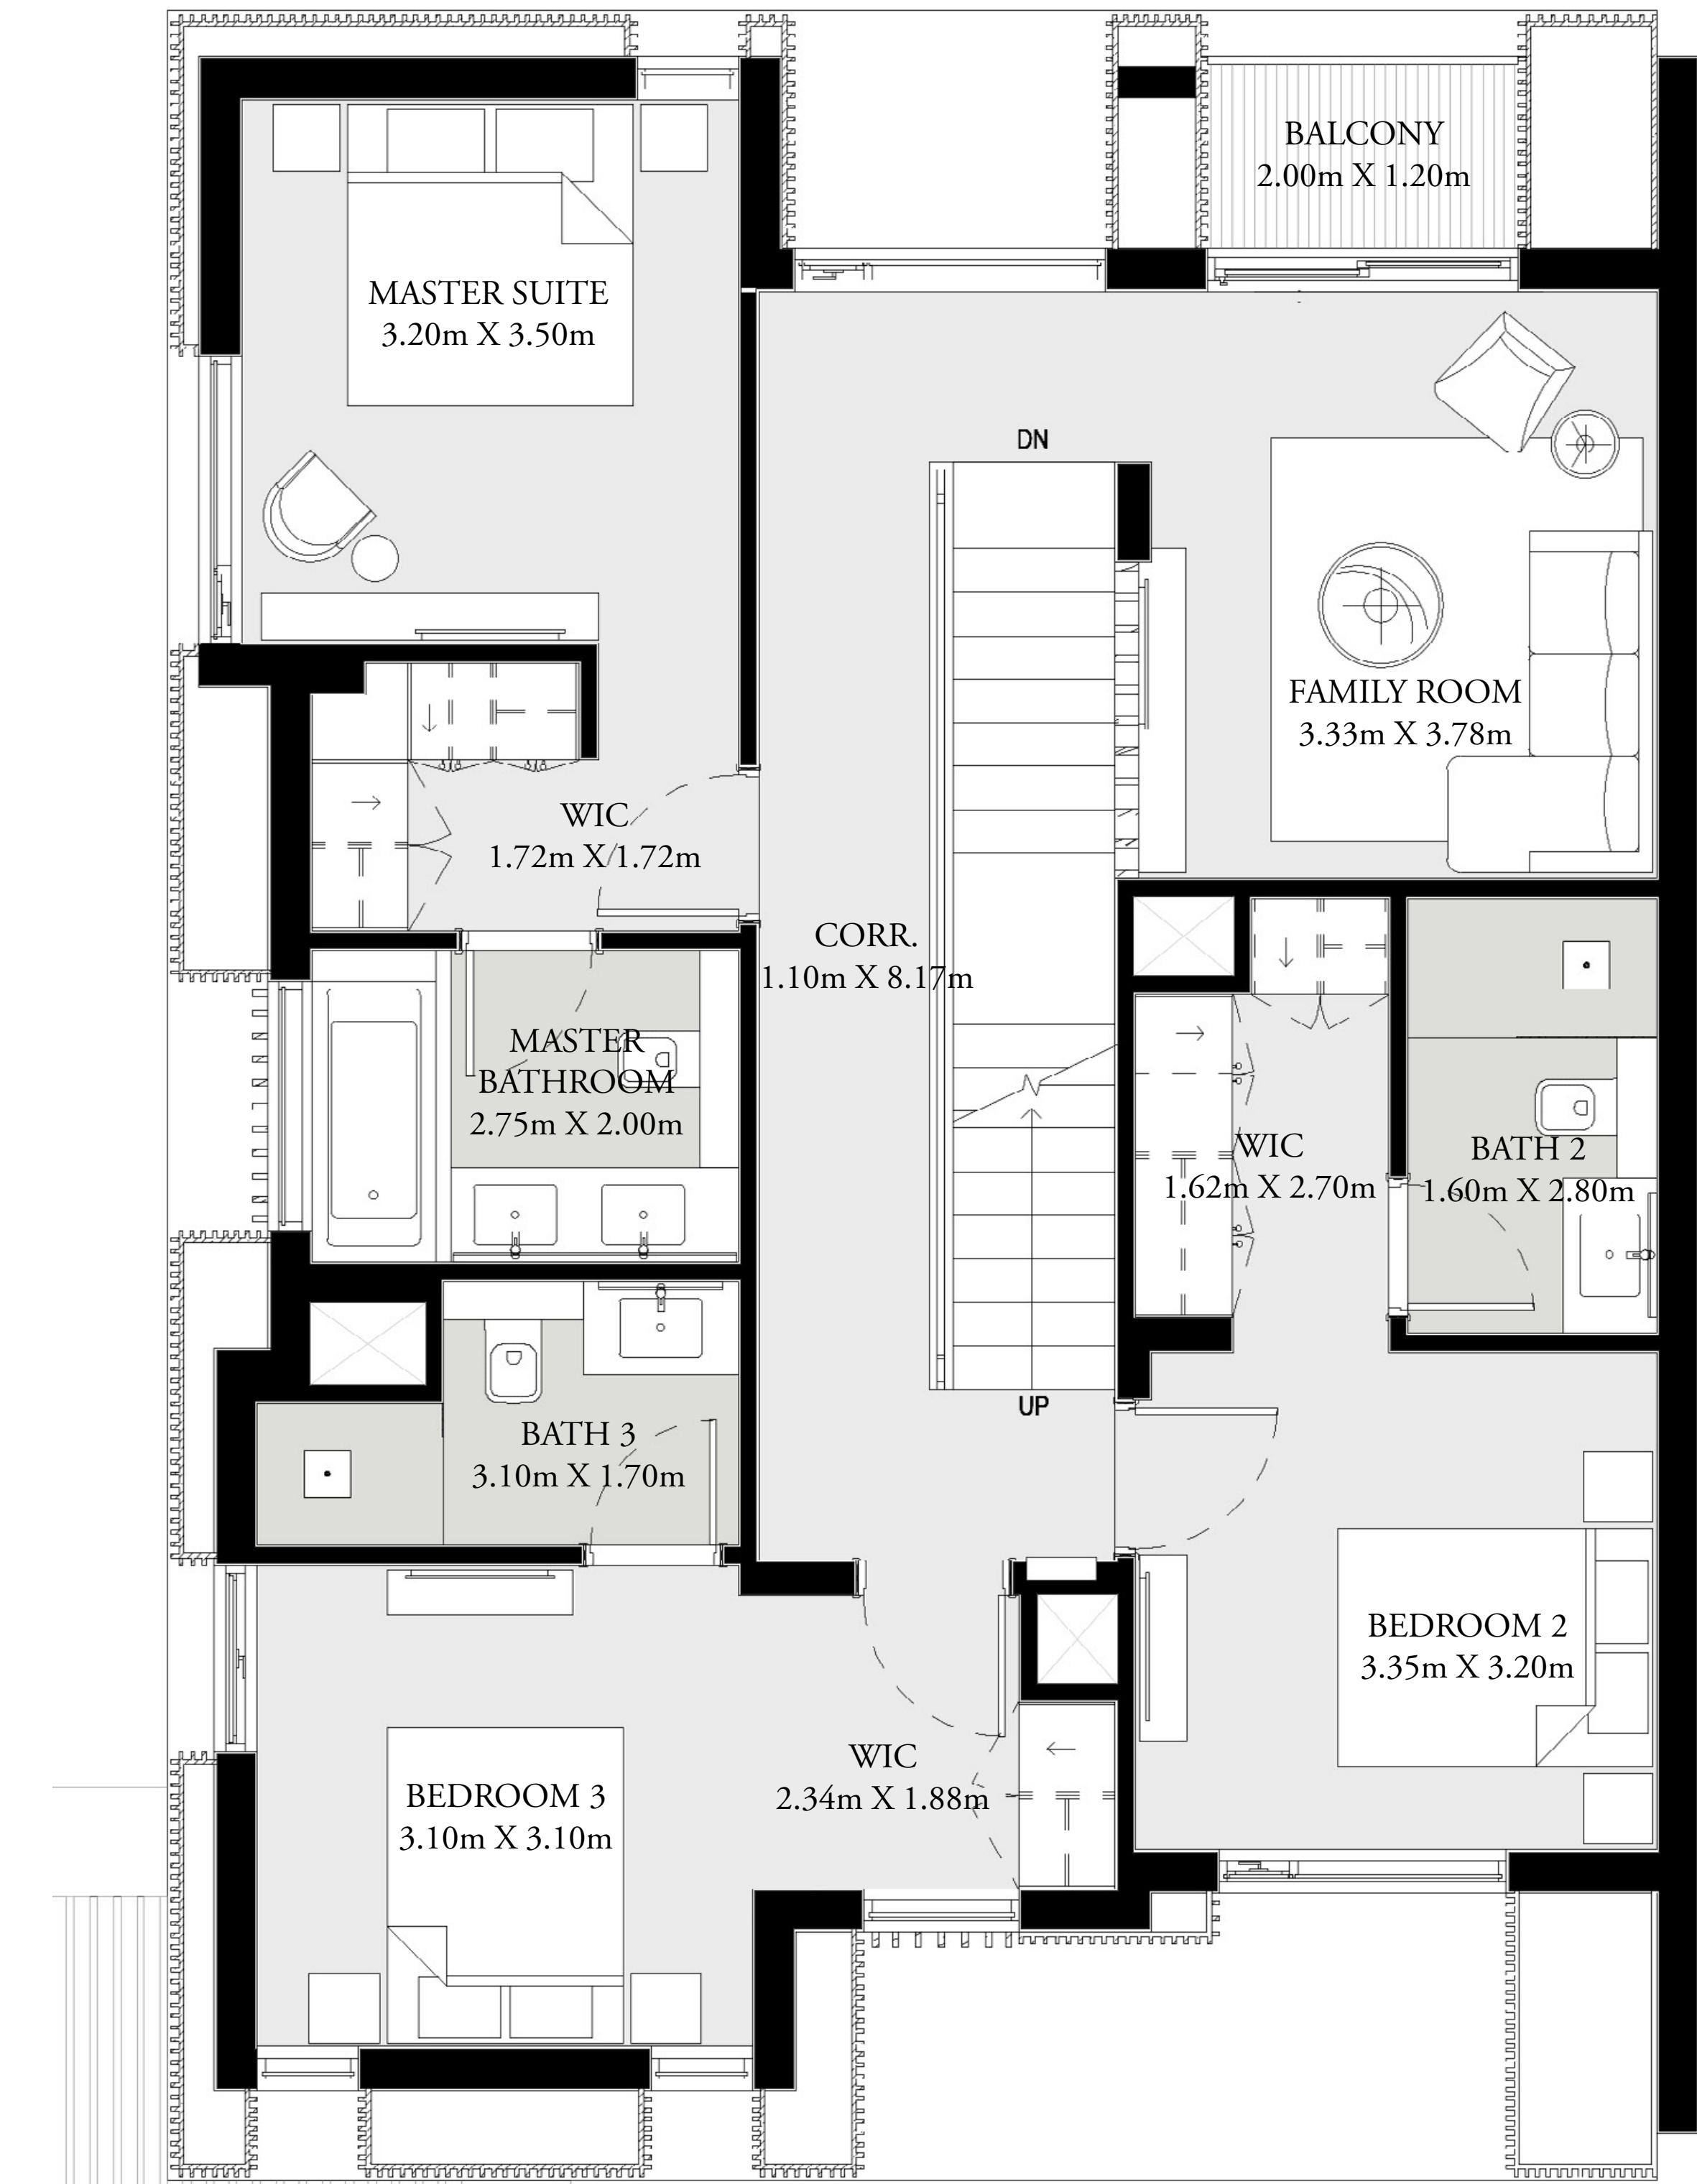 BALCONY
2.00m X 1.20m
MASTER SUITE
3.20m X 3.50m
DN
FAMILY ROOM
3.33m X 3.78m
WIC
1.72m X 1.72m
CORR.
1.10m X 8.17m
MASTER
BATHROOM
2.75m X 2.00m
WIC
1.62m X 2.70m
BATH 2
1.60m X 2.80m
UP
BATH 3
3.10m X 1.70m
BEDROOM 2
3.35m X 3.20m
WIC
2.34m X 1.88m
BEDROOM 3
3.10m X 3.10m